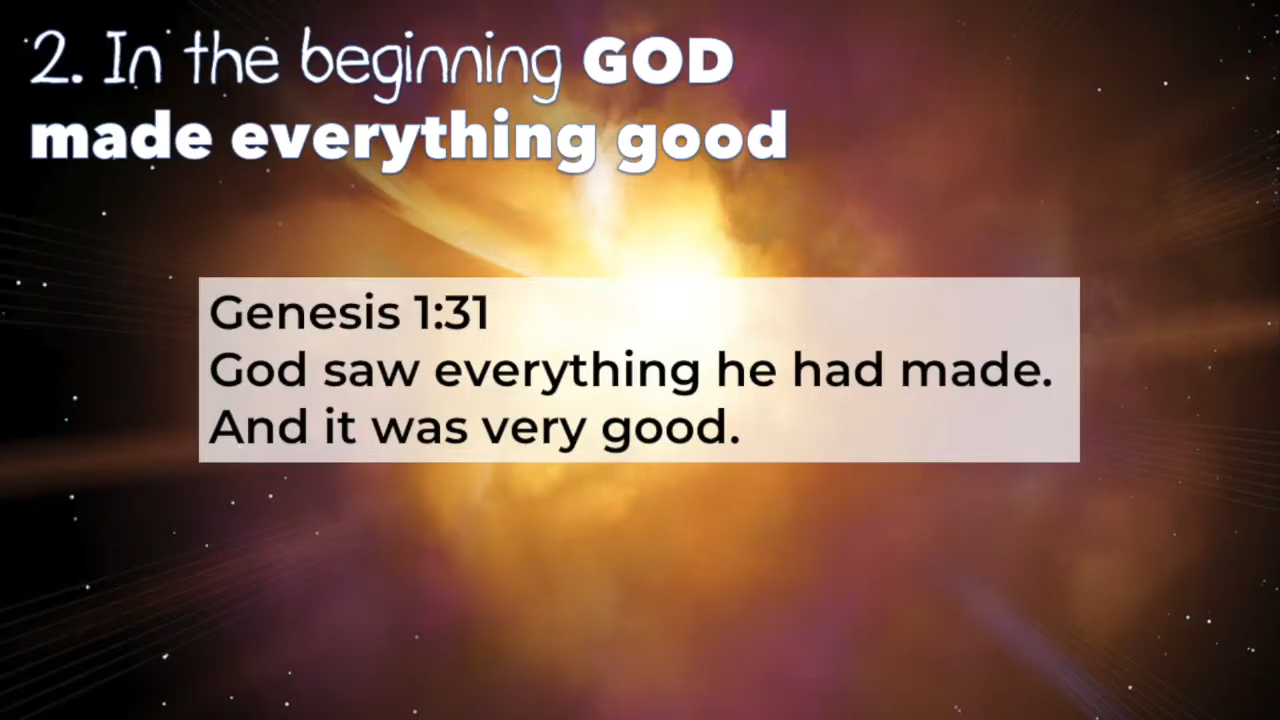 2. In the beginning GOD
made everything good
Genesis 1:31
God saw everything he had made.
And it was very good.